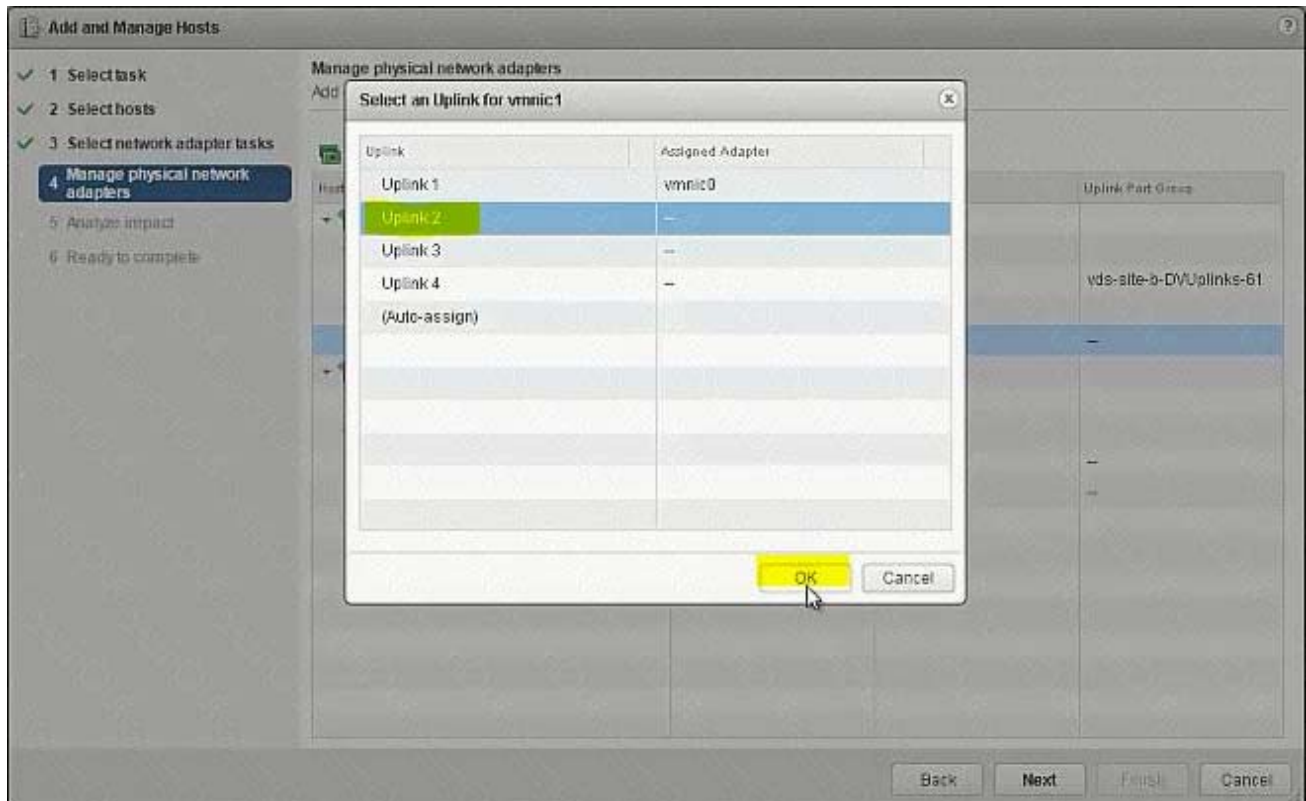 Add and Manage Hosts
1 Select task
2 Select hosts
3 Select network adapter tasks
4 Manage physical network
adapters
5 Analyze impact
6 Ready to complete
Manage physical network adapters
Add
Select an Uplink for vmnic1
Uplink Assigned Adapter
Uplink 1 vmnic0
Uplink 2 --
Uplink 3 --
Uplink 4 --
(Auto-assign)
OK Cancel
Host
Uplink Port Group
vds-site-b-DVUplinks-61
--
--
--
Back Next Finish Cancel